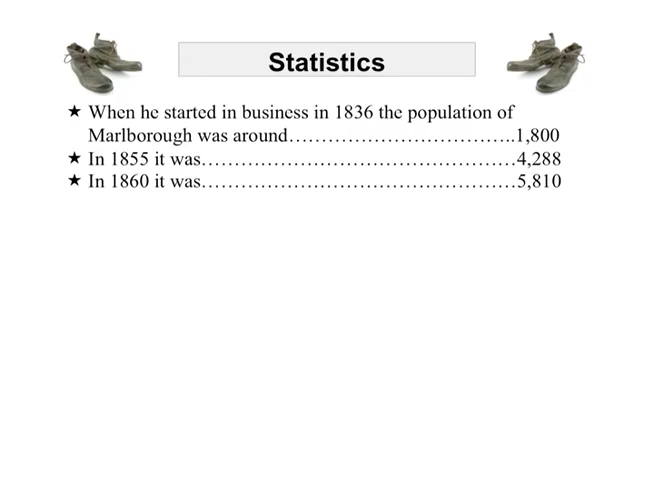 Statistics
★ When he started in business in 1836 the population of
Marlborough was around……………………………..1,800
★ In 1855 it was…………………………………………4,288
★ In 1860 it was…………………………………………5,810